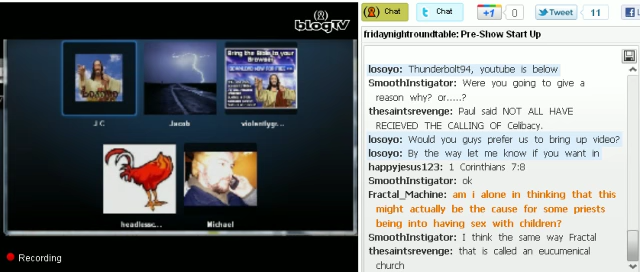 blogTV
Lamno
J C
Jacob
Bring the Bible to your
Browser!
violentlygr...
headlessc...
Michael
Recording
Chat
Chat
+1
0
Tweet
11
fridaynightroundtable: Pre-Show Start Up
losoyo: Thunderbolt94, youtube is below
SmoothInstigator: Were you going to give a
reason why? or.....?
thesaintsrevenge: Paul said NOT ALL HAVE
RECIEVED THE CALLING OF Celibacy.
losoyo: Would you guys prefer us to bring up video?
losoyo: By the way let me know if you want in
happyjesus123: 1 Corinthians 7:8
SmoothInstigator: ok
Fractal_Machine: am i alone in thinking that this
might actually be the cause for some priests
being into having sex with children?
SmoothInstigator: I think the same way Fractal
thesaintsrevenge: that is called an eucumenical
church